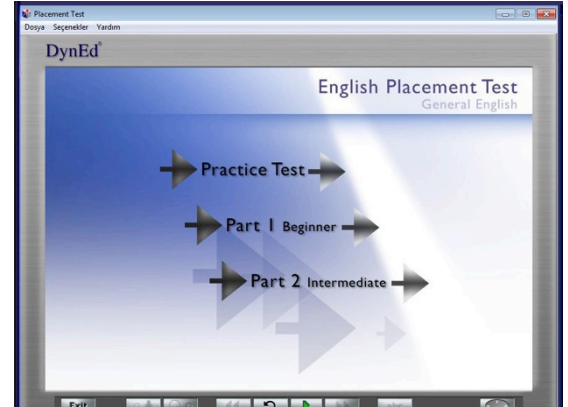 Placement Test
Dosya Seçenekler Yardım
DynEd®
English Placement Test
General English
Practice Test
Part 1 Beginner
Part 2 Intermediate
Exit
abc